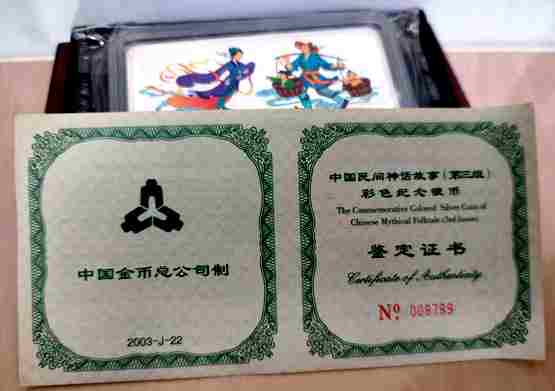 中国金币总公司制
2003-J-22
中国民间神话故事(第三组)
彩色纪念银币
The Commemorative Colored Silver Coin of
Chinese Mythical Folktale (3rd Issue)
鉴定证书
Certificate of Authenticity
No 008789